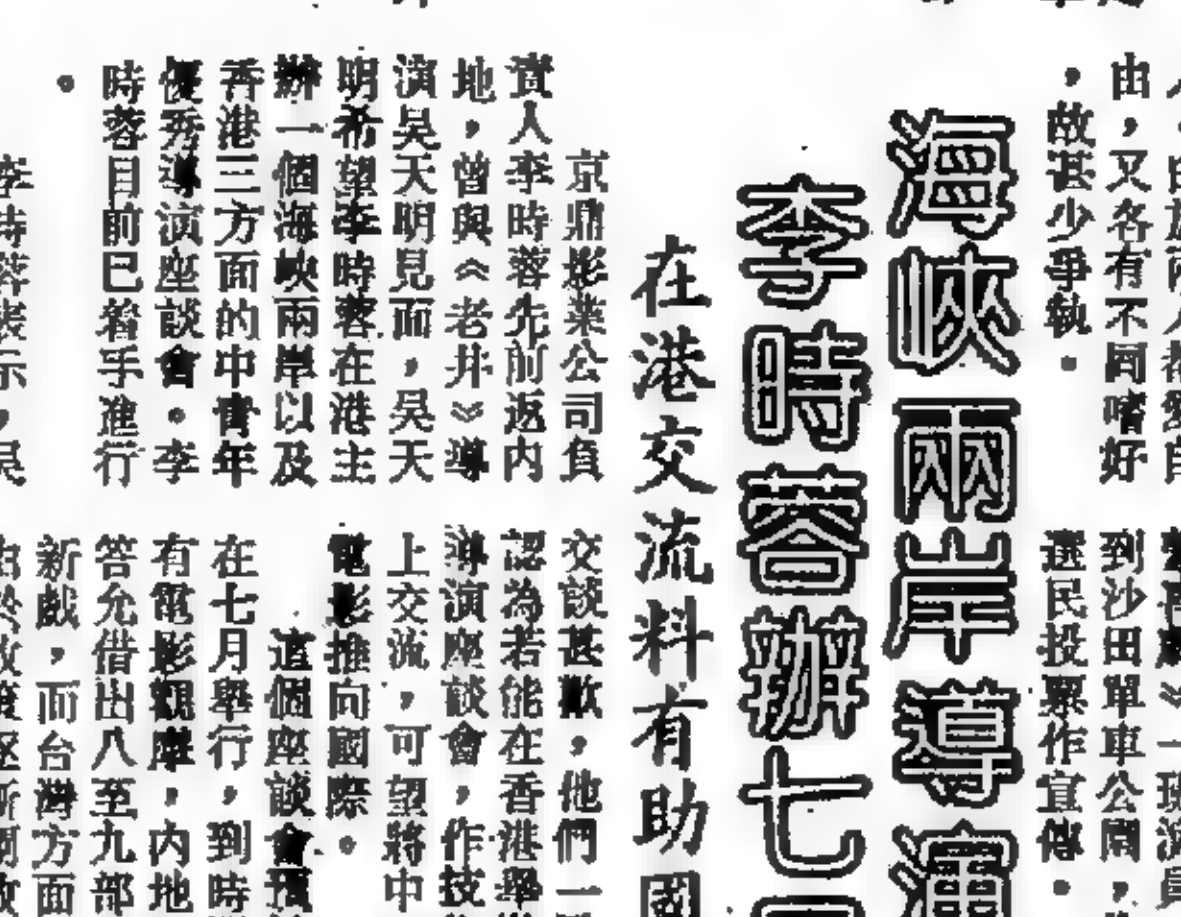 由，又各有不同嗜好
，故甚少爭執。
到沙田單車公園，
選民投票作宣傳。
海峽兩岸導演
李時蓉辦七
在港交流料有助國
京鼎影業公司負
責人李時蓉先前返內
地，曾與《老井》導
演吳天明見面，吳天
明希望李時蓉在港主
辦一個海峽兩岸以及
香港三方面的中青年
優秀導演座談會。李
時蓉目前已着手進行
。
李時蓉表示，吳
交談甚歡，他們一
認為若能在香港舉
導演座談會，作技
上交流，可望將中
電影推向國際。
這個座談會預
在七月舉行，到時
有電影觀摩，內地
答允借出八至九部
新戲，而台灣方面